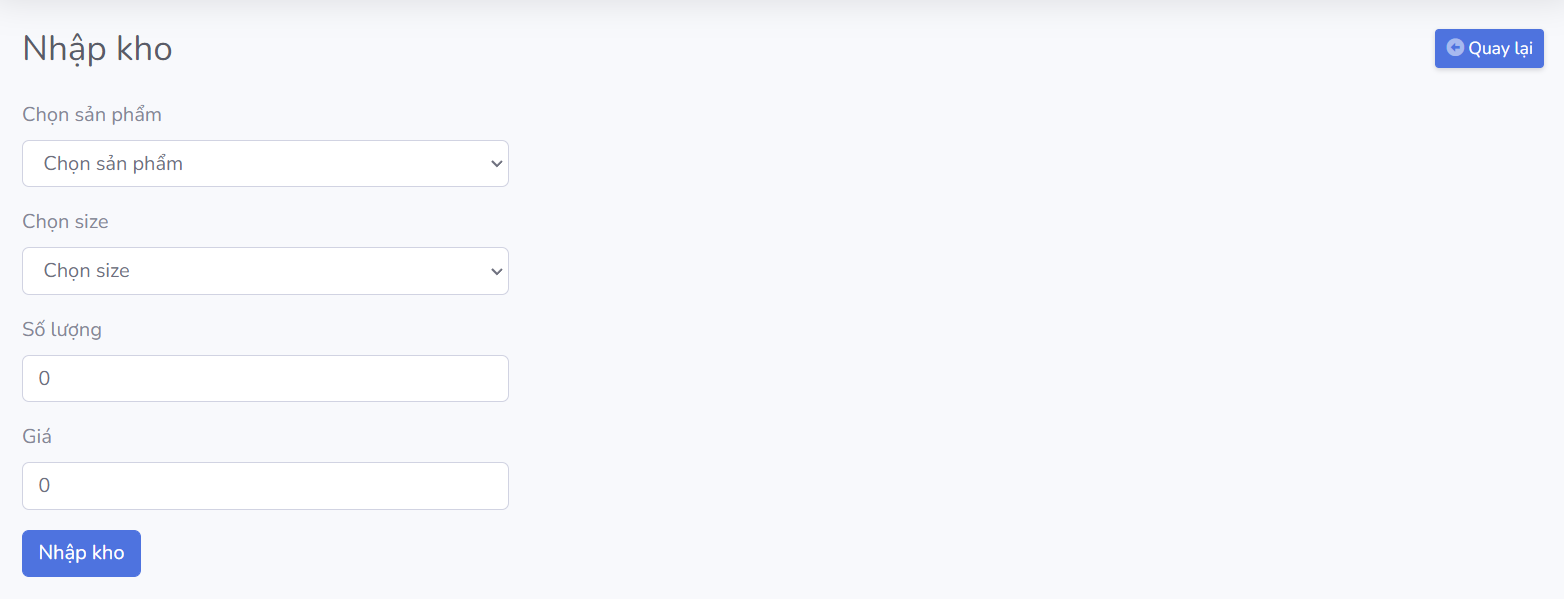 Nhập kho
Quay lại
Chọn sản phẩm
Chọn sản phẩm
Chọn size
Chọn size
Số lượng
0
Giá
0
Nhập kho